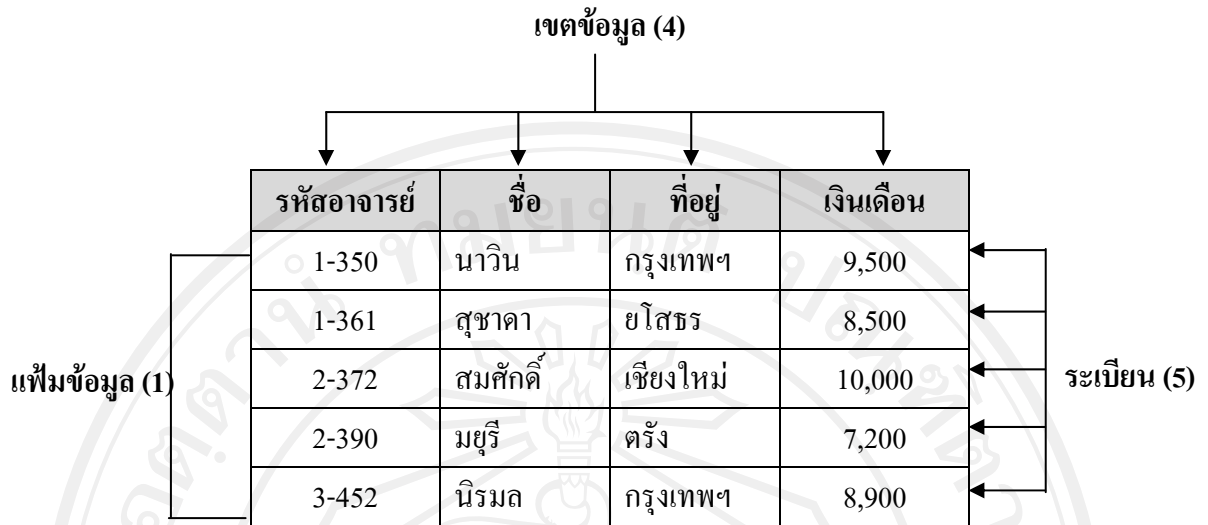 เขตข้อมูล (4)
รหัสอาจารย์ ชื่อ ที่อยู่ เงินเดือน
1-350 นาวิน กรุงเทพฯ 9,500
1-361 สุชาดา ยโสธร 8,500
แฟ้มข้อมูล (1) 2-372 สมศักดิ์ เชียงใหม่ 10,000 ระเบียน (5)
2-390 มยุรี ตรัง 7,200
3-452 นิรมล กรุงเทพฯ 8,900